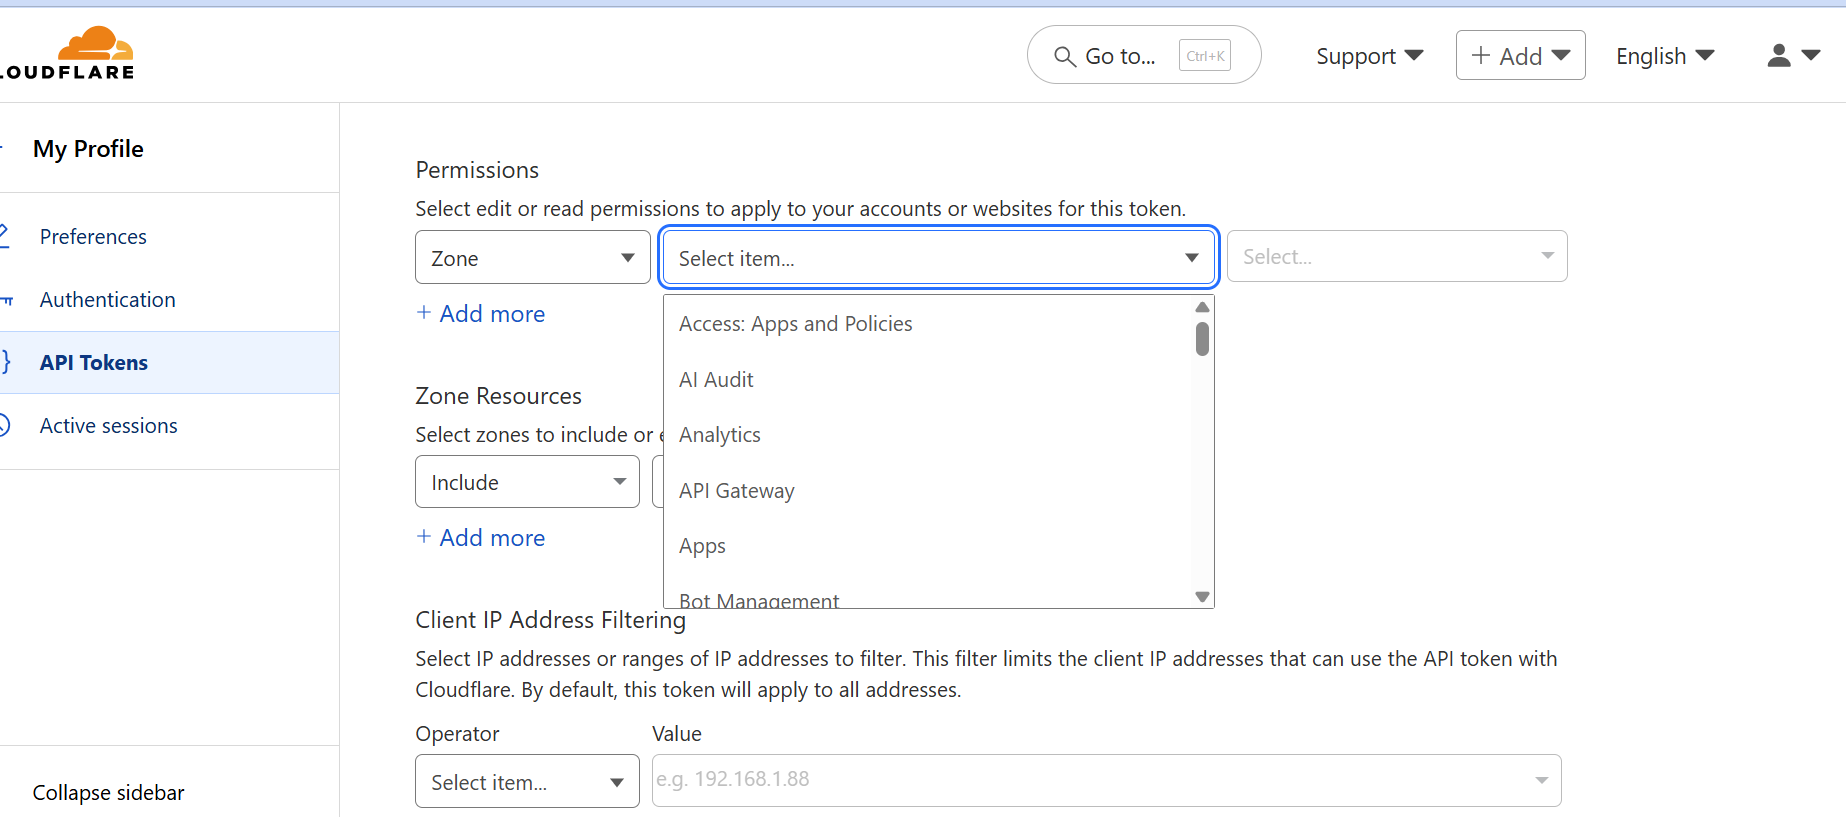 LOUDFLARE
Go to... Ctrl+K
Support
+ Add
English
My Profile
Preferences
Authentication
API Tokens
Active sessions
Collapse sidebar
Permissions
Select edit or read permissions to apply to your accounts or websites for this token.
Zone
Select item...
Select...
+ Add more
Access: Apps and Policies
AI Audit
Analytics
API Gateway
Apps
Bot Management
Zone Resources
Select zones to include or
Include
+ Add more
Client IP Address Filtering
Select IP addresses or ranges of IP addresses to filter. This filter limits the client IP addresses that can use the API token with
Cloudflare. By default, this token will apply to all addresses.
Operator Value
Select item... e.g. 192.168.1.88